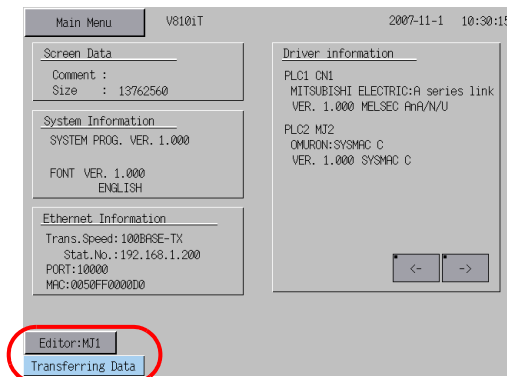 Main Menu V810iT 2007-11-1 10:30:15
Screen Data
Comment :
Size : 13762560
System Information
SYSTEM PROG. VER. 1.000
FONT VER. 1.000
ENGLISH
Ethernet Information
Trans.Speed:100BASE-TX
Stat.No.:192.168.1.200
PORT:10000
MAC:0050FF0000D0
Driver information
PLC1 CN1
MITSUBISHI ELECTRIC:A series link
VER. 1.000 MELSEC AnA/N/U
PLC2 MJ2
OMURON:SYSMAC C
VER. 1.000 SYSMAC C
<- ->
Editor:MJ1
Transferring Data